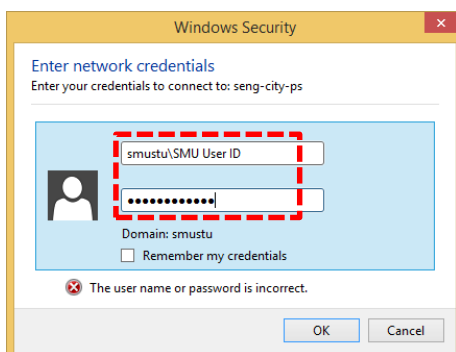 Windows Security
Enter network credentials
Enter your credentials to connect to: seng-city-ps
smustu\SMU User ID
●●●●●●●●●●●●
Domain: smustu
Remember my credentials
The user name or password is incorrect.
OK Cancel